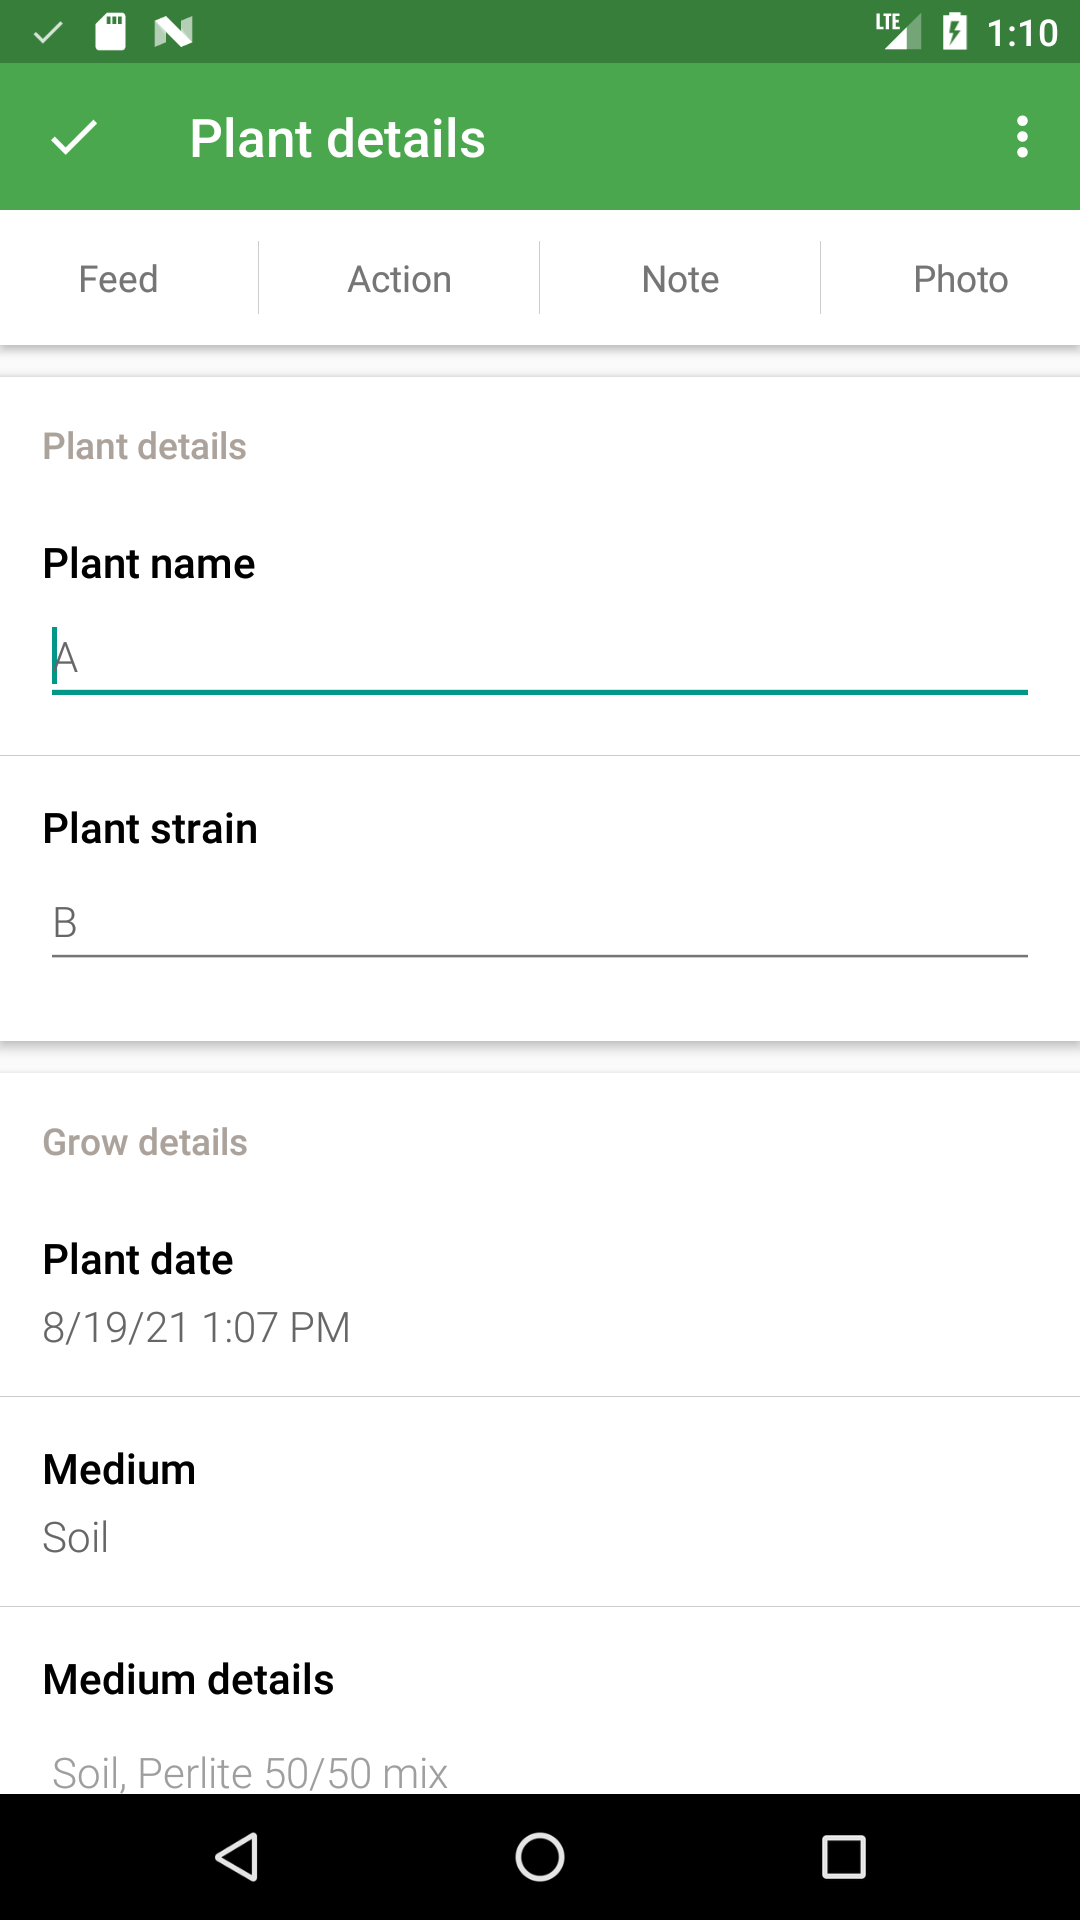 LTE 1:10
Plant details
Feed Action Note Photo
Plant details
Plant name
A
Plant strain
B
Grow details
Plant date
8/19/21 1:07 PM
Medium
Soil
Medium details
Soil, Perlite 50/50 mix